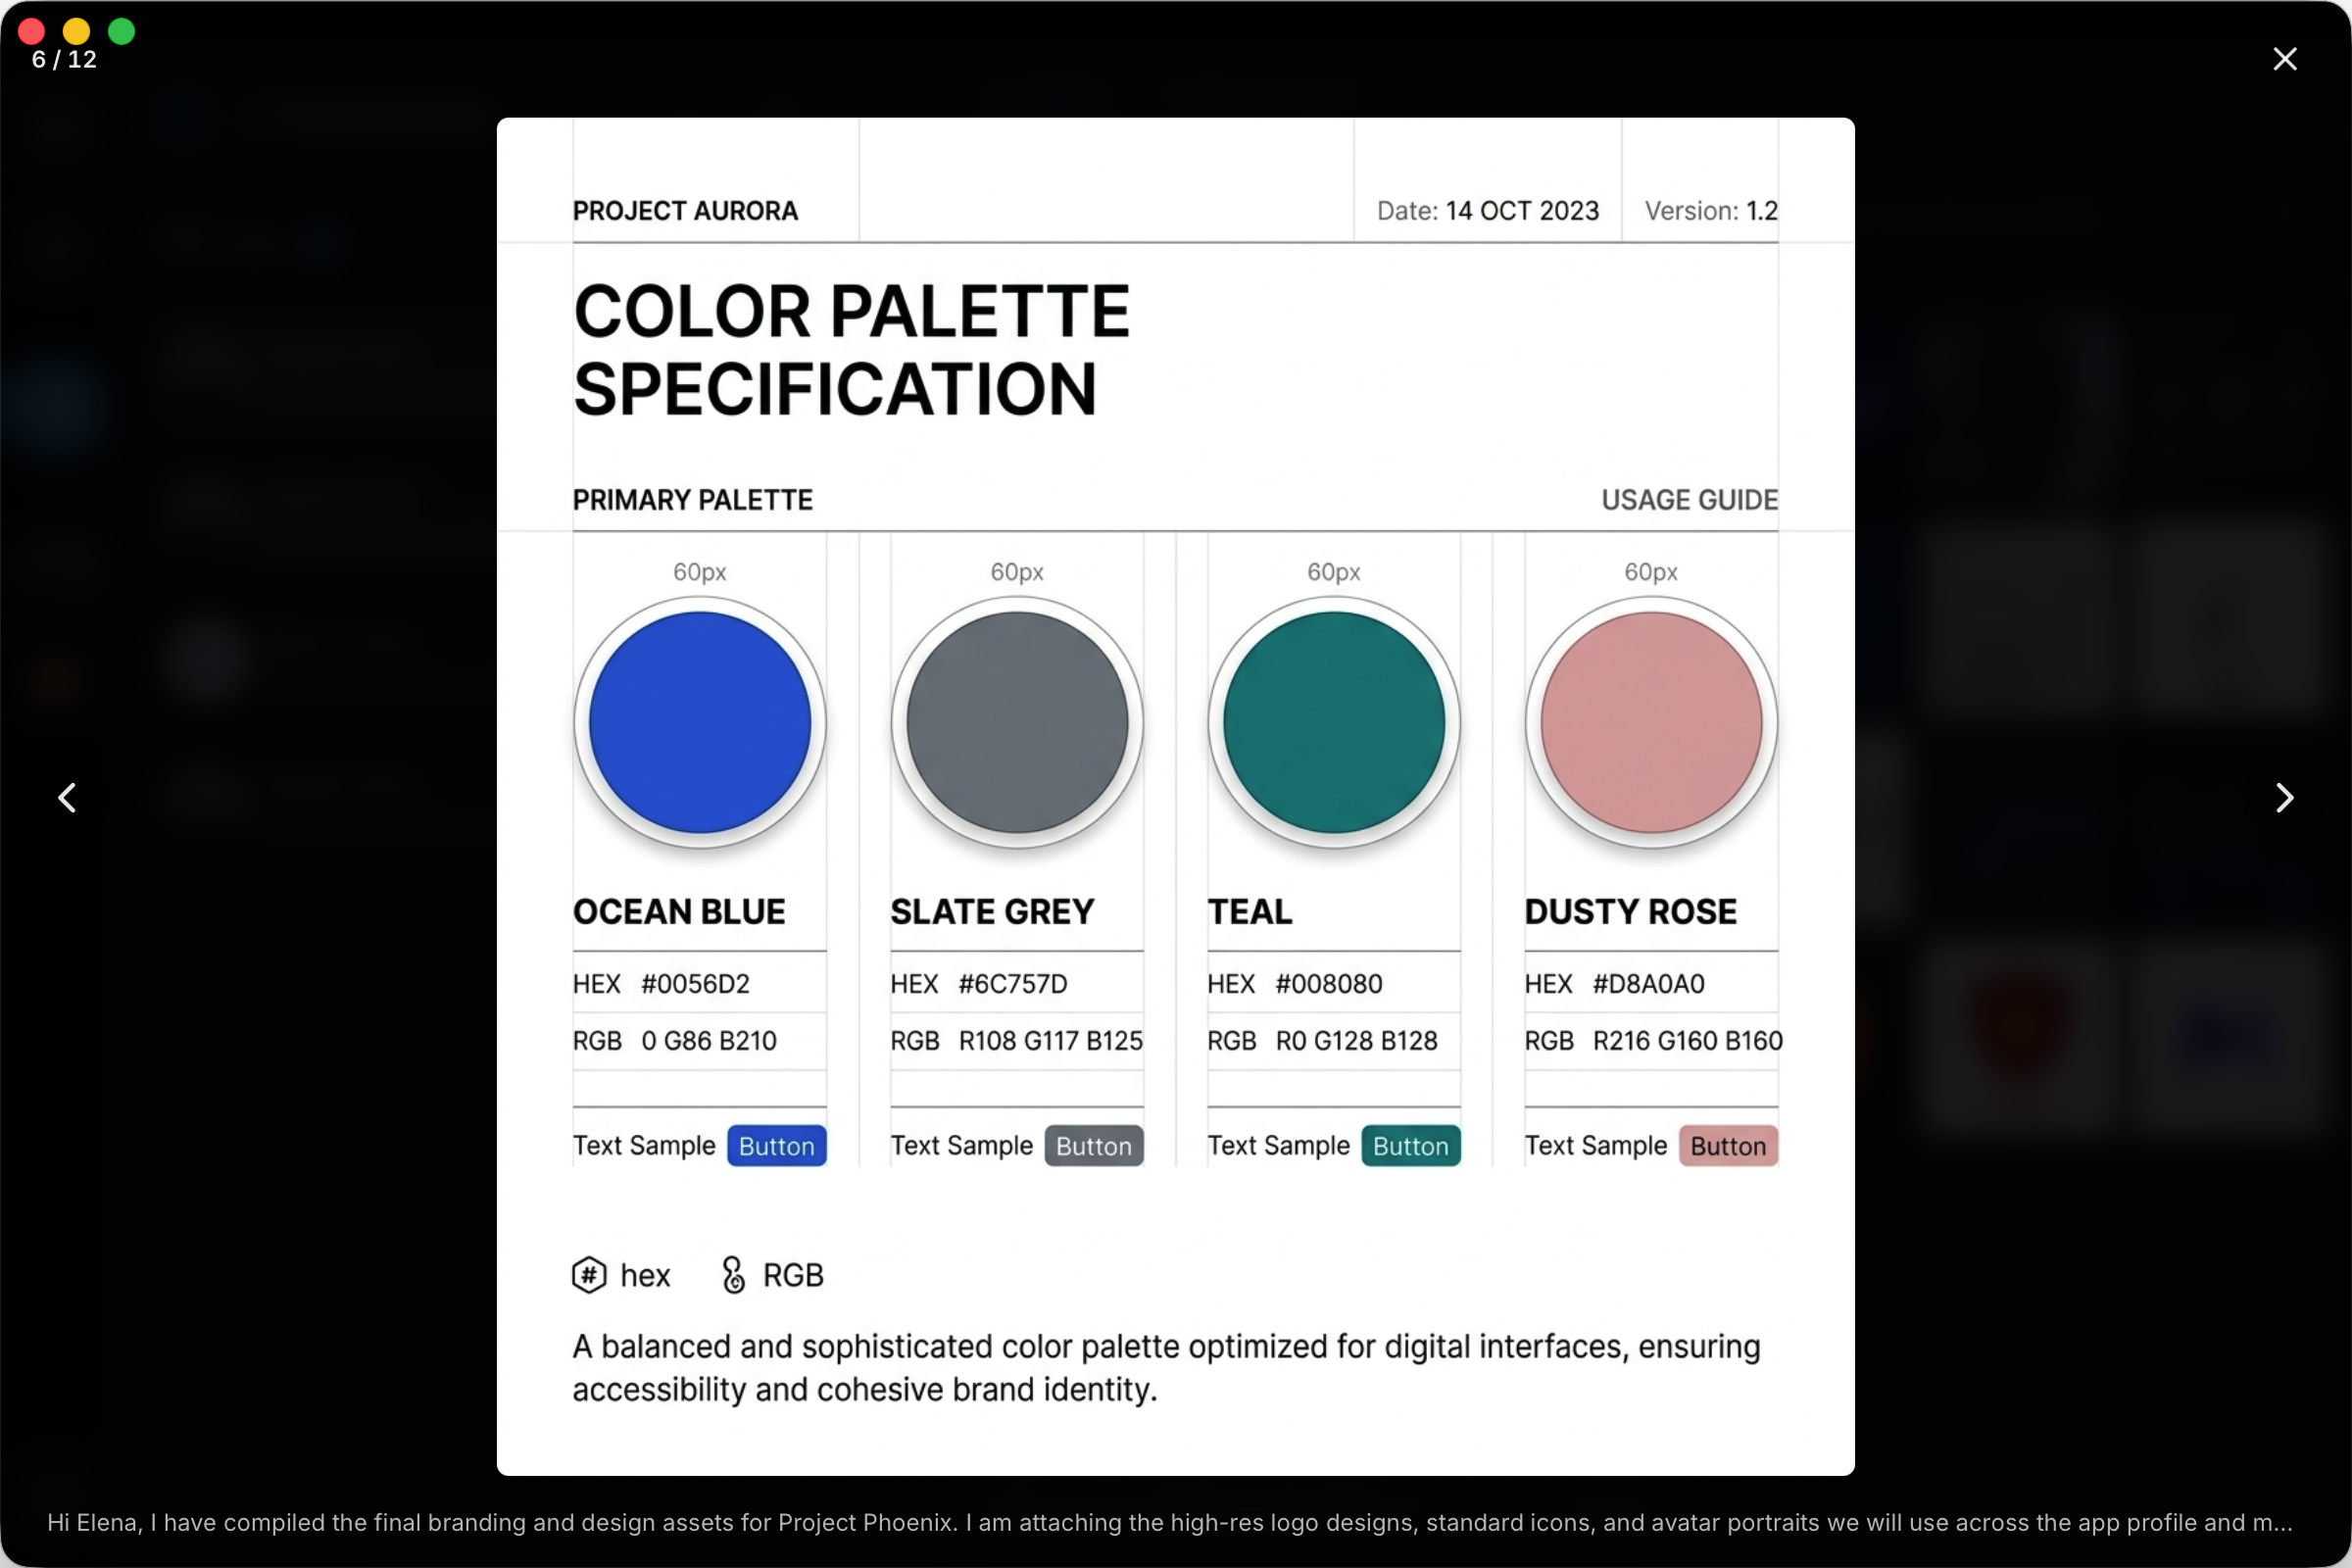 6 / 12
PROJECT AURORA
Date: 14 OCT 2023
Version: 1.2
COLOR PALETTE
SPECIFICATION
PRIMARY PALETTE
USAGE GUIDE
60px 60px 60px 60px
OCEAN BLUE
HEX #0056D2
RGB 0 G86 B210
Text Sample Button
SLATE GREY
HEX #6C757D
RGB R108 G117 B125
Text Sample Button
TEAL
HEX #008080
RGB R0 G128 B128
Text Sample Button
DUSTY ROSE
HEX #D8A0A0
RGB R216 G160 B160
Text Sample Button
# hex
RGB
A balanced and sophisticated color palette optimized for digital interfaces, ensuring
accessibility and cohesive brand identity.
Hi Elena, I have compiled the final branding and design assets for Project Phoenix. I am attaching the high-res logo designs, standard icons, and avatar portraits we will use across the app profile and m...